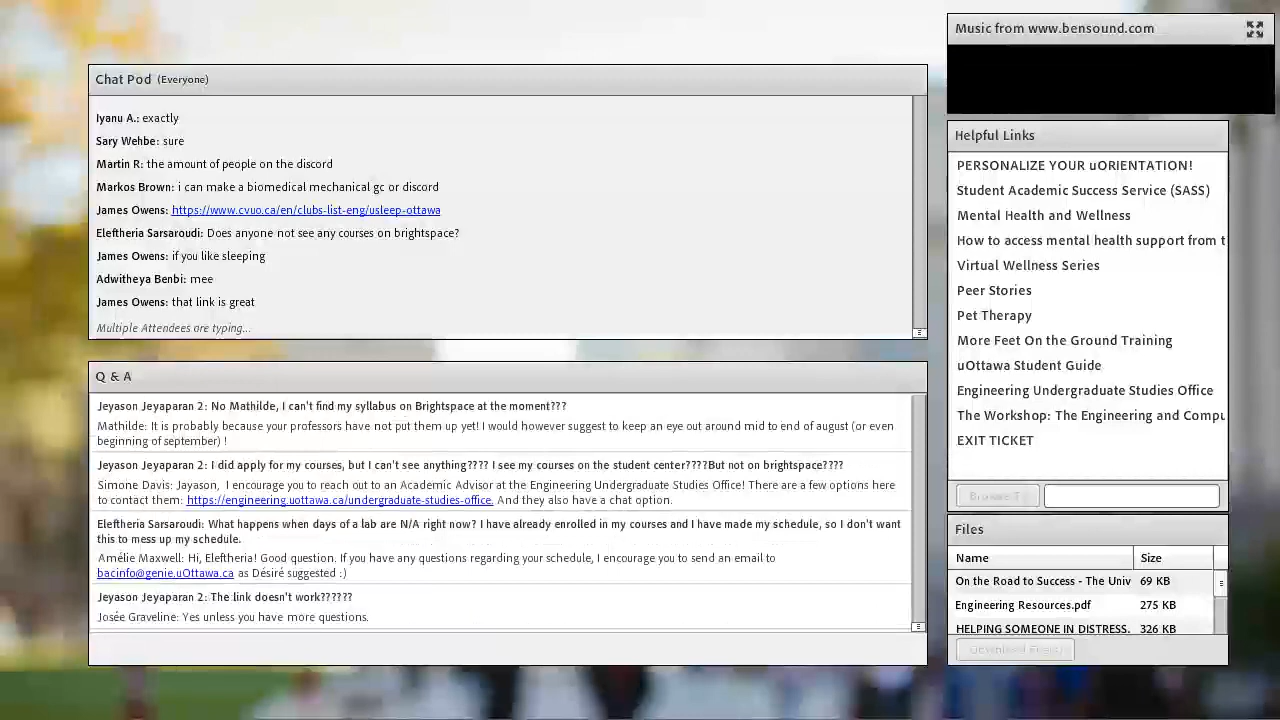 Music from www.bensound.com
Chat Pod (Everyone)
Iyanu A.: exactly
Sary Wehbe: sure
Martin R: the amount of people on the discord
Markos Brown: i can make a biomedical mechanical gc or discord
James Owens: https://www.cvuo.ca/en/clubs-list-eng/usleep-ottawa
Eleftheria Sarsaroudi: Does anyone not see any courses on brightspace?
James Owens: if you like sleeping
Adwitheya Benbi: mee
James Owens: that link is great
Multiple Attendees are typing...
Q & A
Jeyason Jeyaparan 2: No Mathilde, I can't find my syllabus on Brightspace at the moment???
Mathilde: It is probably because your professors have not put them up yet! I would however suggest to keep an eye out around mid to end of august (or even
beginning of september) !
Jeyason Jeyaparan 2: I did apply for my courses, but I can't see anything???? I see my courses on the student center????But not on brightspace????
Simone Davis: Jayason, I encourage you to reach out to an Academic Advisor at the Engineering Undergraduate Studies Office! There are a few options here
to contact them: https://engineering.uottawa.ca/undergraduate-studies-office. And they also have a chat option.
Eleftheria Sarsaroudi: What happens when days of a lab are N/A right now? I have already enrolled in my courses and I have made my schedule, so I don't want
this to mess up my schedule.
Amélie Maxwell: Hi, Eleftheria! Good question. If you have any questions regarding your schedule, I encourage you to send an email to
bacinfo@genie.uOttawa.ca as Désiré suggested :)
Jeyason Jeyaparan 2: The link doesn't work??????
Josée Graveline: Yes unless you have more questions.
Helpful Links
PERSONALIZE YOUR uORIENTATION!
Student Academic Success Service (SASS)
Mental Health and Wellness
How to access mental health support from t
Virtual Wellness Series
Peer Stories
Pet Therapy
More Feet On the Ground Training
uOttawa Student Guide
Engineering Undergraduate Studies Office
The Workshop: The Engineering and Compu
EXIT TICKET
Browse T
Files
Name Size
On the Road to Success - The Univ 69 KB
Engineering Resources.pdf 275 KB
HELPING SOMEONE IN DISTRESS. 326 KB
Download File(s)